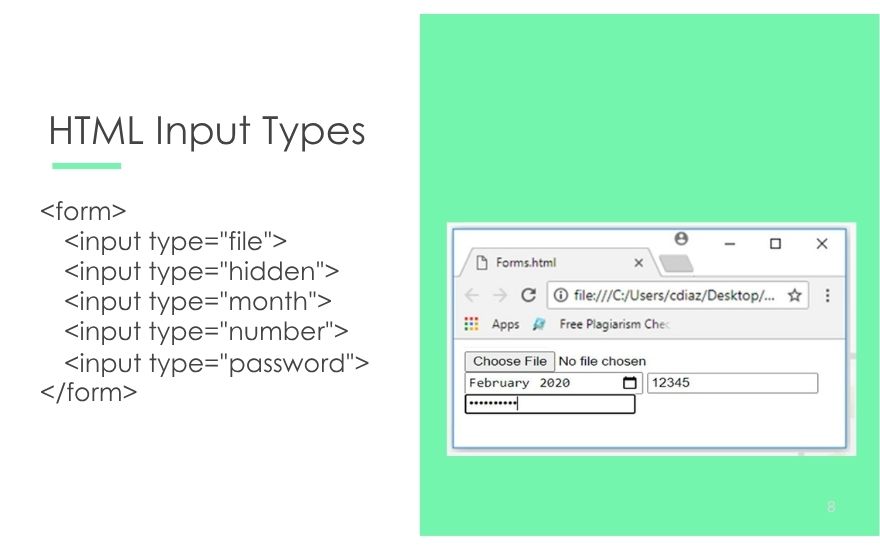 HTML Input Types
<form>
<input type="file">
<input type="hidden">
<input type="month">
<input type="number">
<input type="password">
</form>
Forms.html
file:///C:/Users/cdiaz/Desktop/...
Apps Free Plagiarism Chec
Choose File No file chosen
February 2020 12345
••••••••••
8